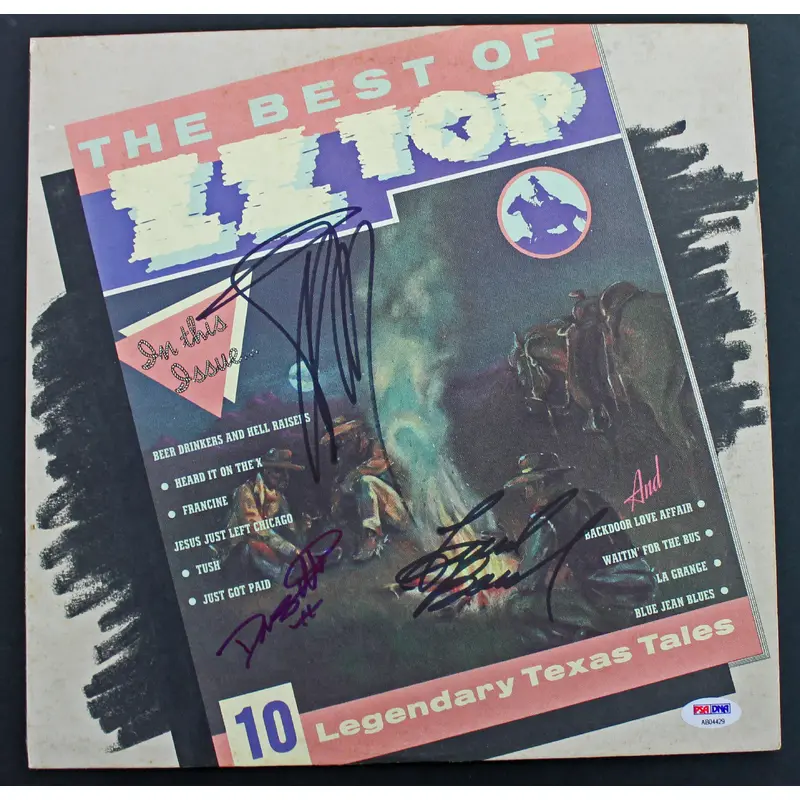 THE BEST OF
ZZ TOP
In this
Issue...
BEER DRINKERS AND HELL RAISERS
• HEARD IT ON THE X
• FRANCINE
JESUS JUST LEFT CHICAGO
• TUSH
• JUST GOT PAID
And
BACKDOOR LOVE AFFAIR •
WAITIN' FOR THE BUS •
LA GRANGE •
BLUE JEAN BLUES •
10 Legendary Texas Tales
PSA DNA
AB04429